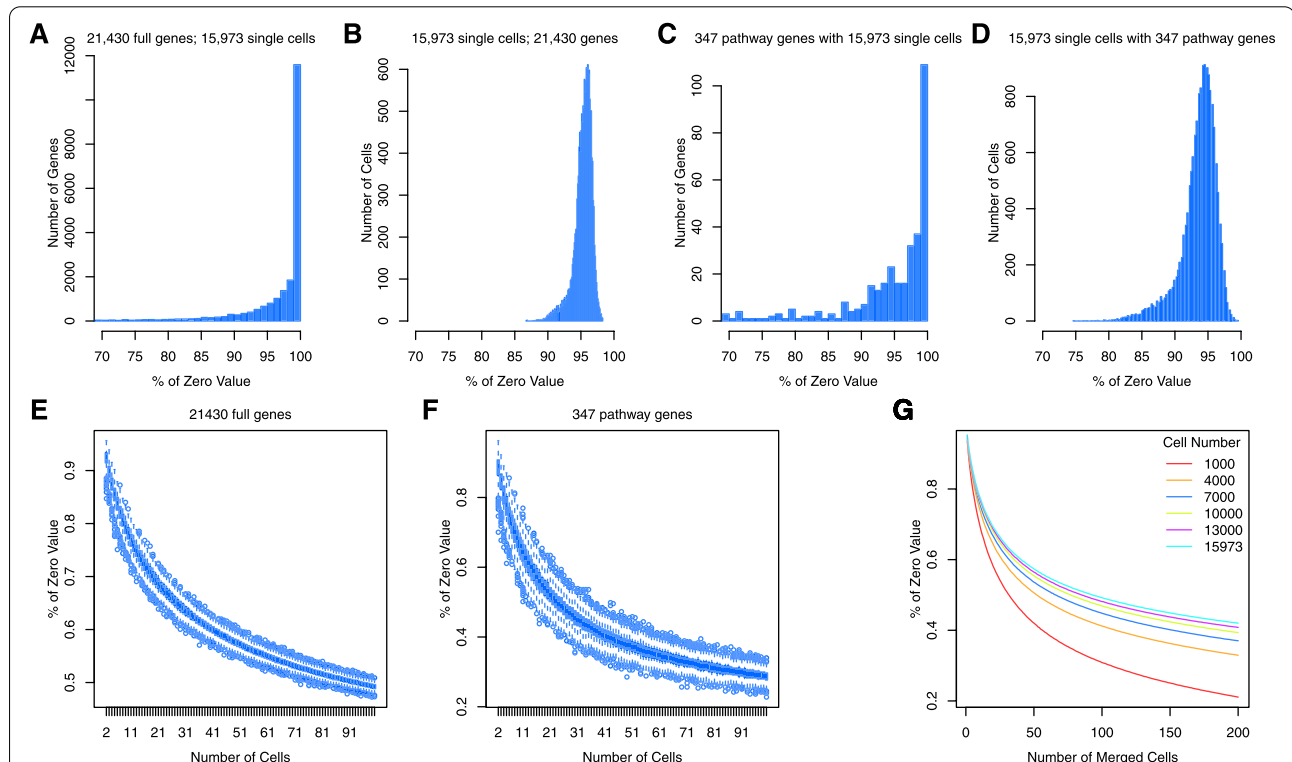 A
21,430 full genes; 15,973 single cells
Number of Genes
12000
8000
6000
4000
2000
0
70 75 80 85 90 95 100
% of Zero Value
B
15,973 single cells; 21,430 genes
Number of Cells
600
500
400
300
200
100
0
70 75 80 85 90 95 100
% of Zero Value
C
347 pathway genes with 15,973 single cells
Number of Genes
100
80
60
40
20
0
70 75 80 85 90 95 100
% of Zero Value
D
15,973 single cells with 347 pathway genes
Number of Cells
800
600
400
200
0
70 75 80 85 90 95 100
% of Zero Value
E
21430 full genes
% of Zero Value
0.9
0.8
0.7
0.6
0.5
2 11 21 31 41 51 61 71 81 91
Number of Cells
F
347 pathway genes
% of Zero Value
0.8
0.6
0.4
0.2
2 11 21 31 41 51 61 71 81 91
Number of Cells
G
% of Zero Value
0.8
0.6
0.4
0.2
Cell Number
1000
4000
7000
10000
13000
15973
0 50 100 150 200
Number of Merged Cells